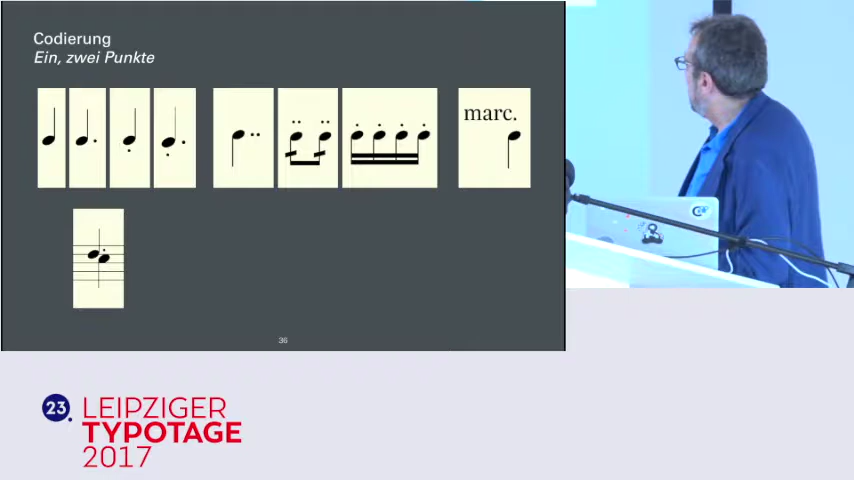 Codierung
Ein, zwei Punkte
marc.
36
23
LEIPZIGER
TYPOTAGE
2017